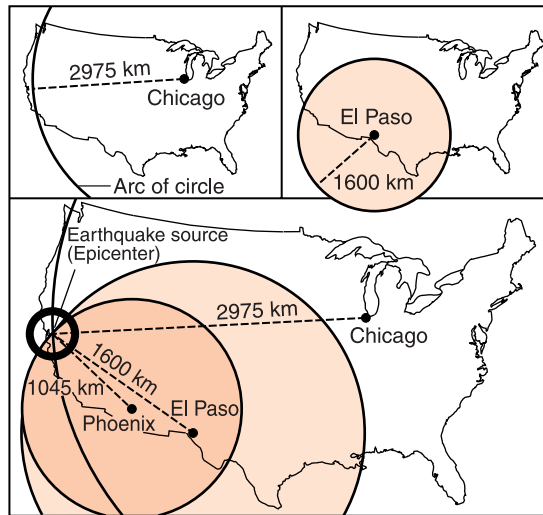 2975 km
Chicago
Arc of circle
El Paso
1600 km
Earthquake source
(Epicenter)
2975 km
Chicago
1600 km
1045 km
El Paso
Phoenix